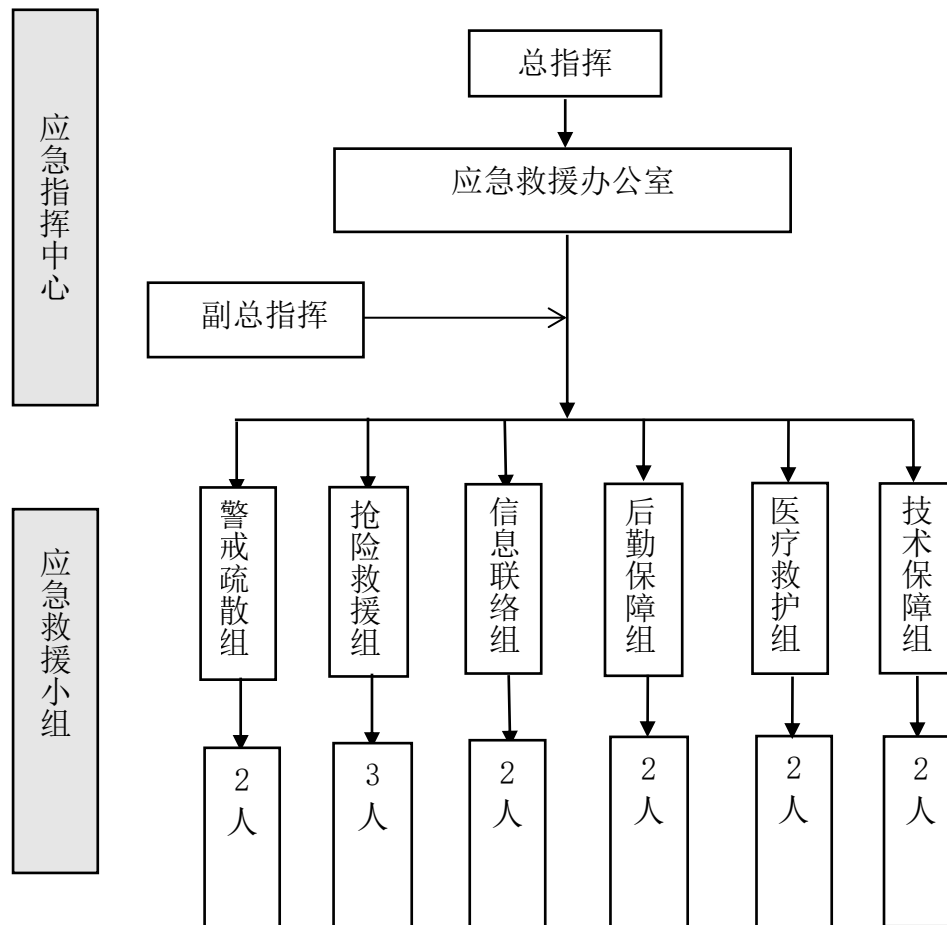 应急指挥中心
总指挥
应急救援办公室
副总指挥
应急救援小组
警戒疏散组
抢险救援组
信息联络组
后勤保障组
医疗救护组
技术保障组
2人
3人
2人
2人
2人
2人